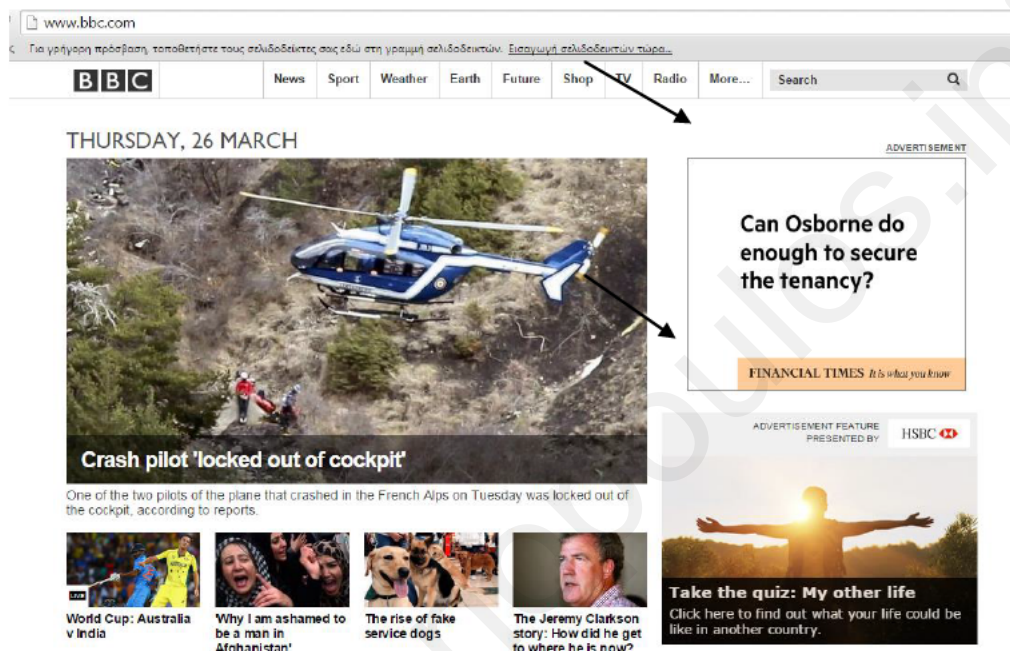 www.bbc.com
Για γρήγορη πρόσβαση, τοποθετήστε τους σελιδοδείκτες σας εδώ στη γραμμή σελιδοδεικτών. Εισαγωγή σελιδοδεικτών τώρα...
BBC News Sport Weather Earth Future Shop TV Radio More... Search
THURSDAY, 26 MARCH
ADVERTISEMENT
Can Osborne do
enough to secure
the tenancy?
FINANCIAL TIMES It is what you know
Crash pilot 'locked out of cockpit'
One of the two pilots of the plane that crashed in the French Alps on Tuesday was locked out of
the cockpit, according to reports.
ADVERTISEMENT FEATURE
PRESENTED BY
HSBC
Take the quiz: My other life
Click here to find out what your life could be
like in another country.
LIVE
World Cup: Australia
v India
'Why I am ashamed to
be a man in
Afghanistan'
The rise of fake
service dogs
The Jeremy Clarkson
story: How did he get
to where he is now?